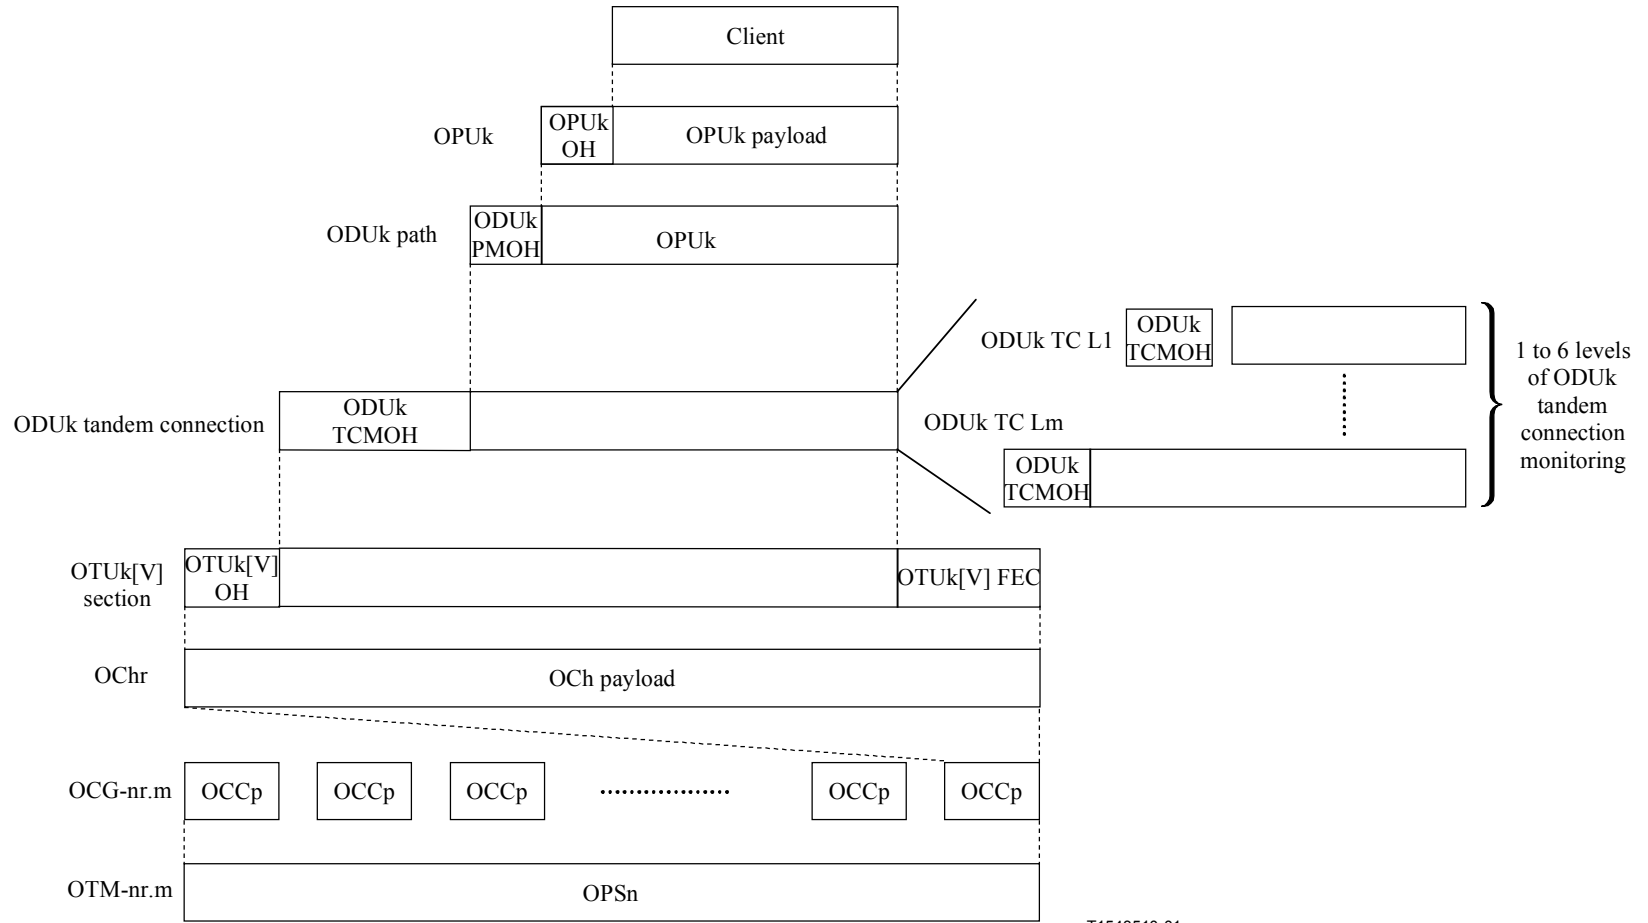 Client
OPUk
OPUk
OH
OPUk payload
ODUk path
ODUk
PMOH
OPUk
ODUk TC L1
ODUk
TCMOH
1 to 6 levels
of ODUk
tandem
connection
monitoring
ODUk tandem connection
ODUk
TCMOH
ODUk TC Lm
ODUk
TCMOH
OTUk[V]
section
OTUk[V]
OH
OTUk[V] FEC
OChr
OCh payload
OCG-nr.m
OCCp
OCCp
OCCp
OCCp
OCCp
OTM-nr.m
OPSn